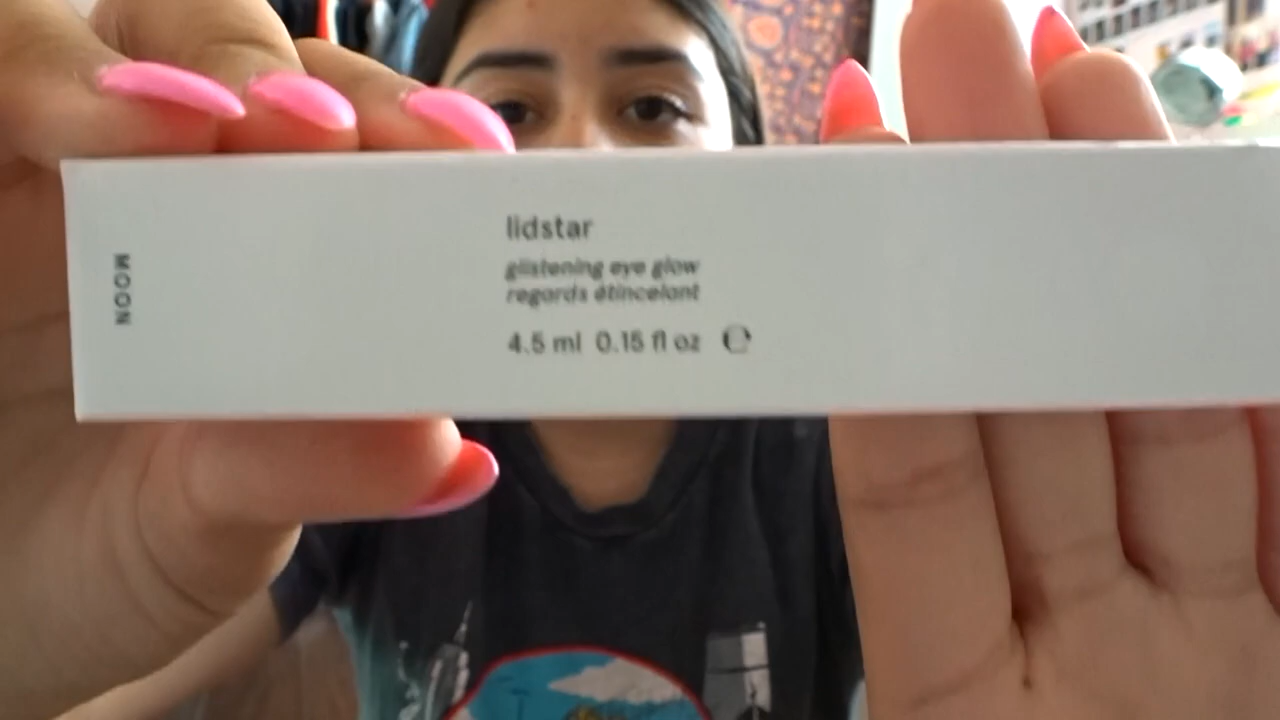 MOON
lidstar
glistening eye glow
regards étincelant
4.5 ml 0.15 fl oz ℮